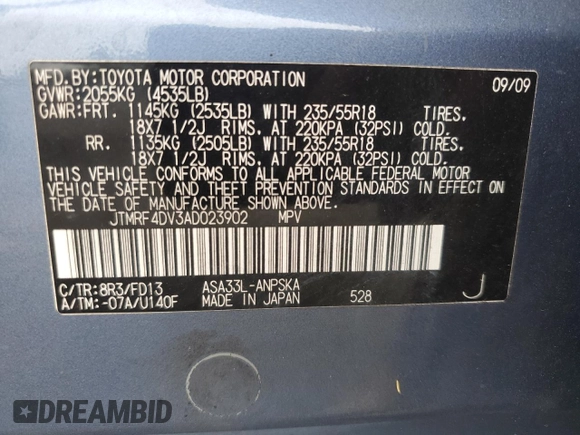 MFD.BY:TOYOTA MOTOR CORPORATION 09/09
GVWR:2055KG (4535LB)
GAWR:FRT. 1145KG (2535LB) WITH 235/55R18 TIRES.
18X7 1/2J RIMS. AT 220KPA (32PSI) COLD.
RR. 1135KG (2505LB) WITH 235/55R18 TIRES.
18X7 1/2J RIMS. AT 220KPA (32PSI) COLD.
THIS VEHICLE CONFORMS TO ALL APPLICABLE FEDERAL MOTOR
VEHICLE SAFETY AND THEFT PREVENTION STANDARDS IN EFFECT ON
THE DATE OF MANUFACTURE SHOWN ABOVE.
JTMRF4DV3AD023902 MPV
C/TR:8R3/FD13 ASA33L-ANPSKA
A/TM:-07A/U140F MADE IN JAPAN 528 J
DREAMBID